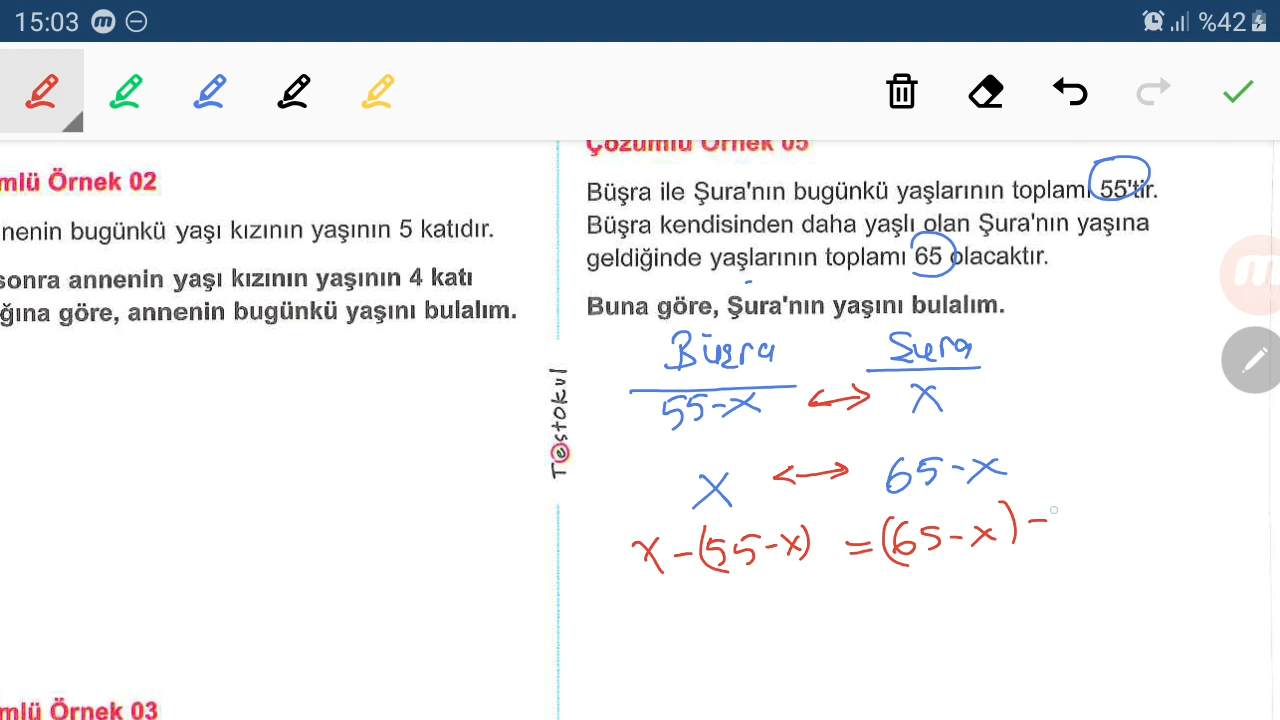 15:03
%42
Çözümlü Örnek 05
mlü Örnek 02
Büşra ile Şura'nın bugünkü yaşlarının toplamı 55'tir.
Büşra kendisinden daha yaşlı olan Şura'nın yaşına
geldiğinde yaşlarının toplamı 65 olacaktır.
Buna göre, Şura'nın yaşını bulalım.
nenin bugünkü yaşı kızının yaşının 5 katıdır.
sonra annenin yaşı kızının yaşının 4 katı
ğına göre, annenin bugünkü yaşını bulalım.
Büşra Şura
55-x ↔ x
x ↔ 65-x
x-(55-x) =(65-x)-
Testokul
mlü Örnek 03